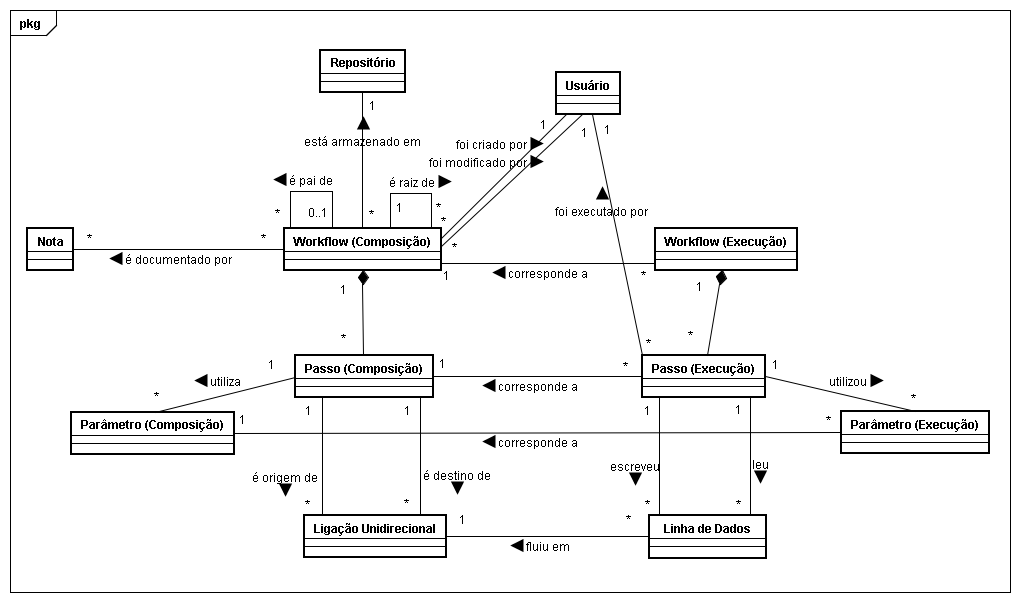 pkg
Repositório
Usuário
1
está armazenado em
1
1
1
foi criado por
foi modificado por
é pai de
é raiz de
foi executado por
*
0..1
*
1
*
*
*
Nota
*
*
Workflow (Composição)
Workflow (Execução)
é documentado por
1
corresponde a
*
1
1
*
*
*
*
Passo (Composição)
Passo (Execução)
1
1
*
1
utiliza
corresponde a
utilizou
*
*
Parâmetro (Composição)
Parâmetro (Execução)
1
1
1
1
1
*
corresponde a
é origem de
é destino de
escreveu
leu
*
*
*
*
Ligação Unidirecional
Linha de Dados
1
*
fluiu em